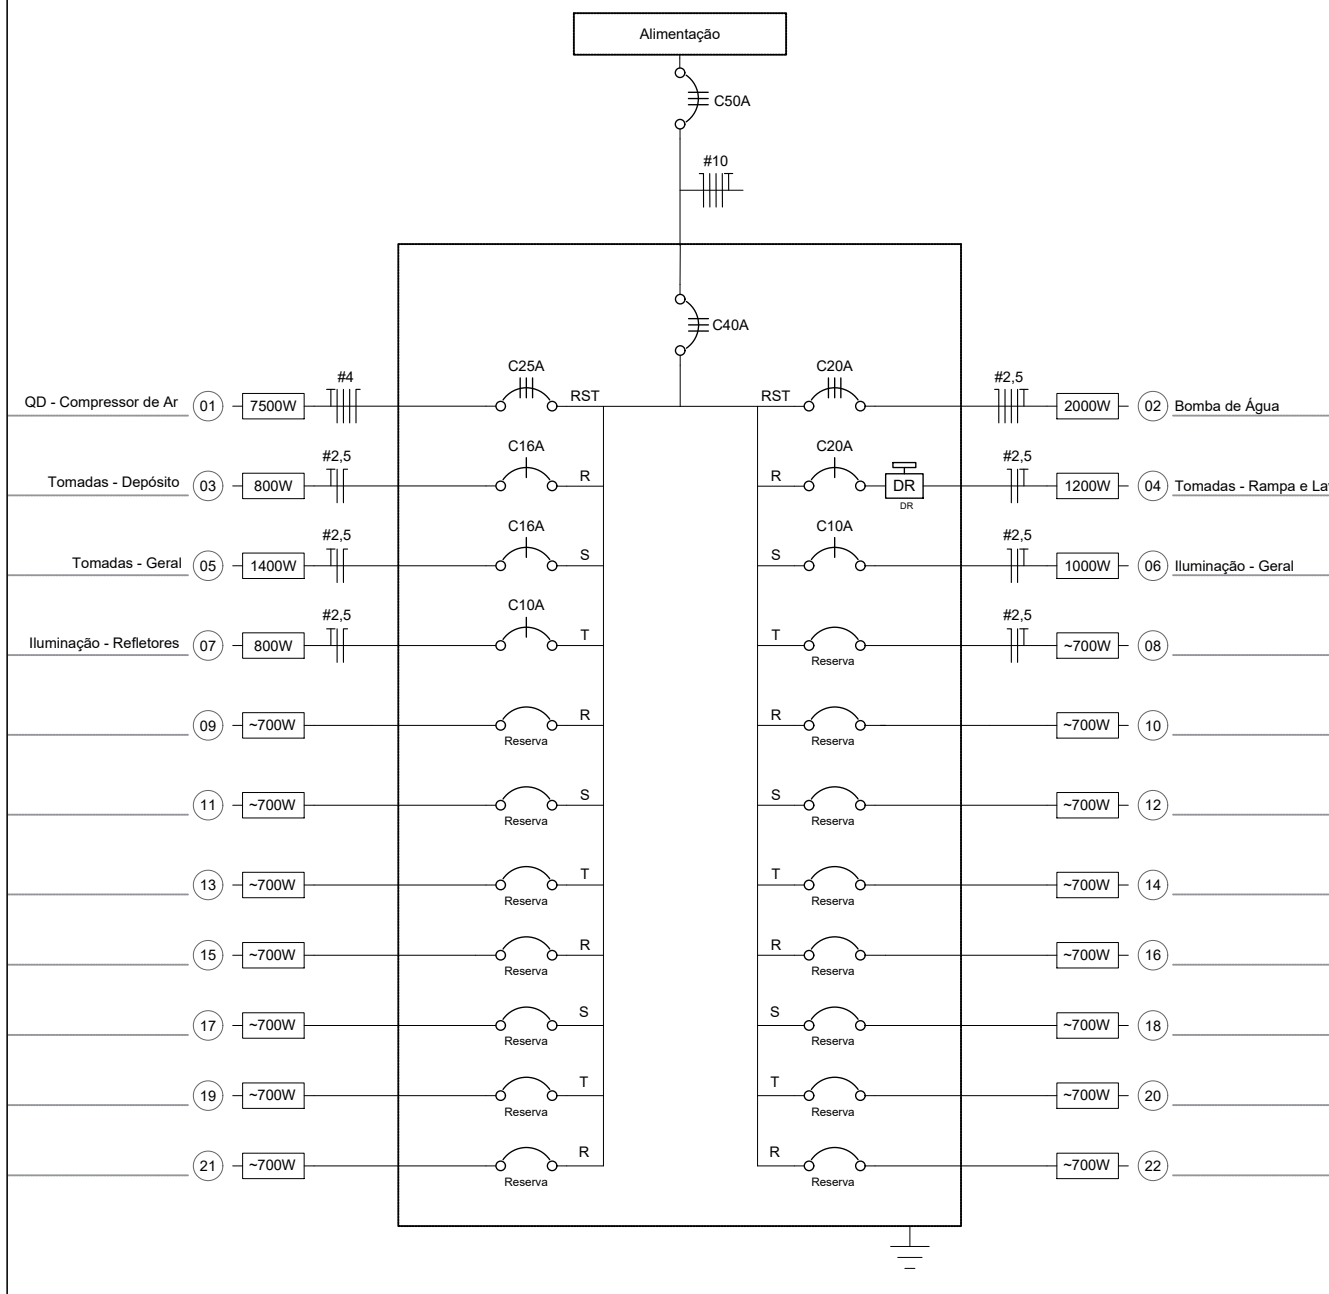 Alimentação
C50A
#10
C40A
QD - Compressor de Ar 01 7500W #4 C25A RST
RST C20A #2,5 2000W 02 Bomba de Água
Tomadas - Depósito 03 800W #2,5 C16A R
R C20A DR DR #2,5 1200W 04 Tomadas - Rampa e
Tomadas - Geral 05 1400W #2,5 C16A S
S C10A #2,5 1000W 06 Iluminação - Geral
Iluminação - Refletores 07 800W #2,5 C10A T
T Reserva #2,5 ~700W 08
09 ~700W Reserva R
R Reserva ~700W 10
11 ~700W Reserva S
S Reserva ~700W 12
13 ~700W Reserva T
T Reserva ~700W 14
15 ~700W Reserva R
R Reserva ~700W 16
17 ~700W Reserva S
S Reserva ~700W 18
19 ~700W Reserva T
T Reserva ~700W 20
21 ~700W Reserva R
R Reserva ~700W 22